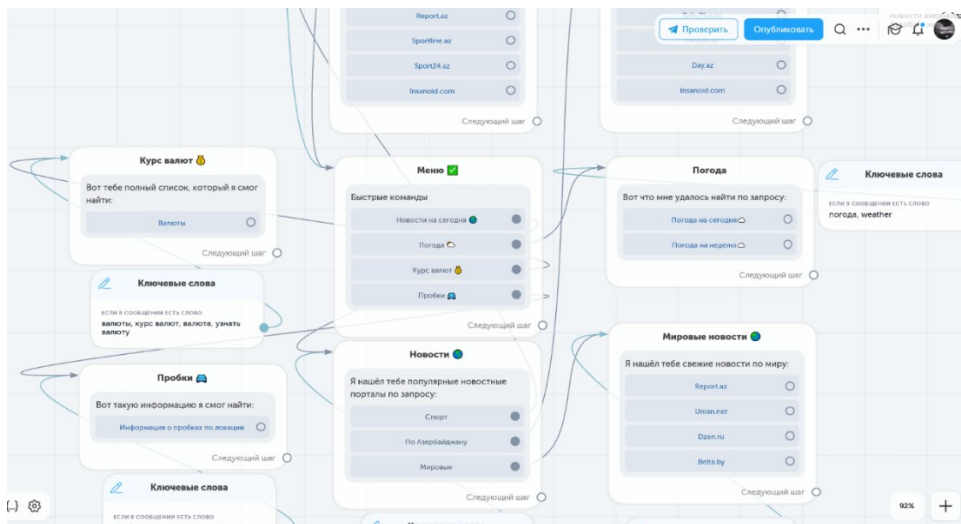 Report.az
Sportline.az
Sport24.az
Insanoid.com
Следующий шаг
Day.az
Insanoid.com
Следующий шаг
Проверить
Опубликовать
Курс валют 💰
Вот тебе полный список, который я смог
найти:
Валюты
Следующий шаг
Ключевые слова
ЕСЛИ В СООБЩЕНИИ ЕСТЬ СЛОВО
валюты, курс валют, валюта, узнать
валюту
Пробки 🚘
Вот такую информацию я смог найти:
Информация о пробках по локации
Следующий шаг
Ключевые слова
ЕСЛИ В СООБЩЕНИИ ЕСТЬ СЛОВО
Меню ✅
Быстрые команды
Новости на сегодня 🌍
Погода ⛅
Курс валют 💰
Пробки 🚘
Следующий шаг
Новости 🌍
Я нашёл тебе популярные новостные
порталы по запросу:
Спорт
По Азербайджану
Мировые
Следующий шаг
Погода
Вот что мне удалось найти по запросу:
Погода на сегодня ☁
Погода на неделю ☁
Следующий шаг
Ключевые слова
ЕСЛИ В СООБЩЕНИИ ЕСТЬ СЛОВО
погода, weather
Мировые новости 🌍
Я нашёл тебе свежие новости по миру:
Report.az
Unian.net
Dzen.ru
Belta.by
Следующий шаг
92%